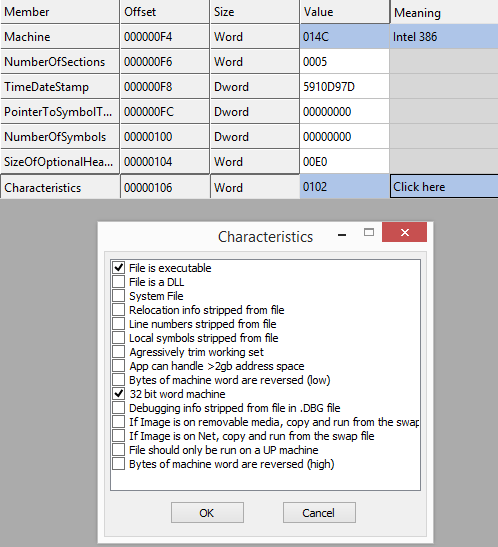 Member Offset Size Value Meaning
Machine 000000F4 Word 014C Intel 386
NumberOfSections 000000F6 Word 0005
TimeDateStamp 000000F8 Dword 5910D97D
PointerToSymbolT... 000000FC Dword 00000000
NumberOfSymbols 00000100 Dword 00000000
SizeOfOptionalHea... 00000104 Word 00E0
Characteristics 00000106 Word 0102 Click here
Characteristics
File is executable
File is a DLL
System File
Relocation info stripped from file
Line numbers stripped from file
Local symbols stripped from file
Agressively trim working set
App can handle >2gb address space
Bytes of machine word are reversed (low)
32 bit word machine
Debugging info stripped from file in .DBG file
If Image is on removable media, copy and run from the swap
If Image is on Net, copy and run from the swap file
File should only be run on a UP machine
Bytes of machine word are reversed (high)
OK Cancel